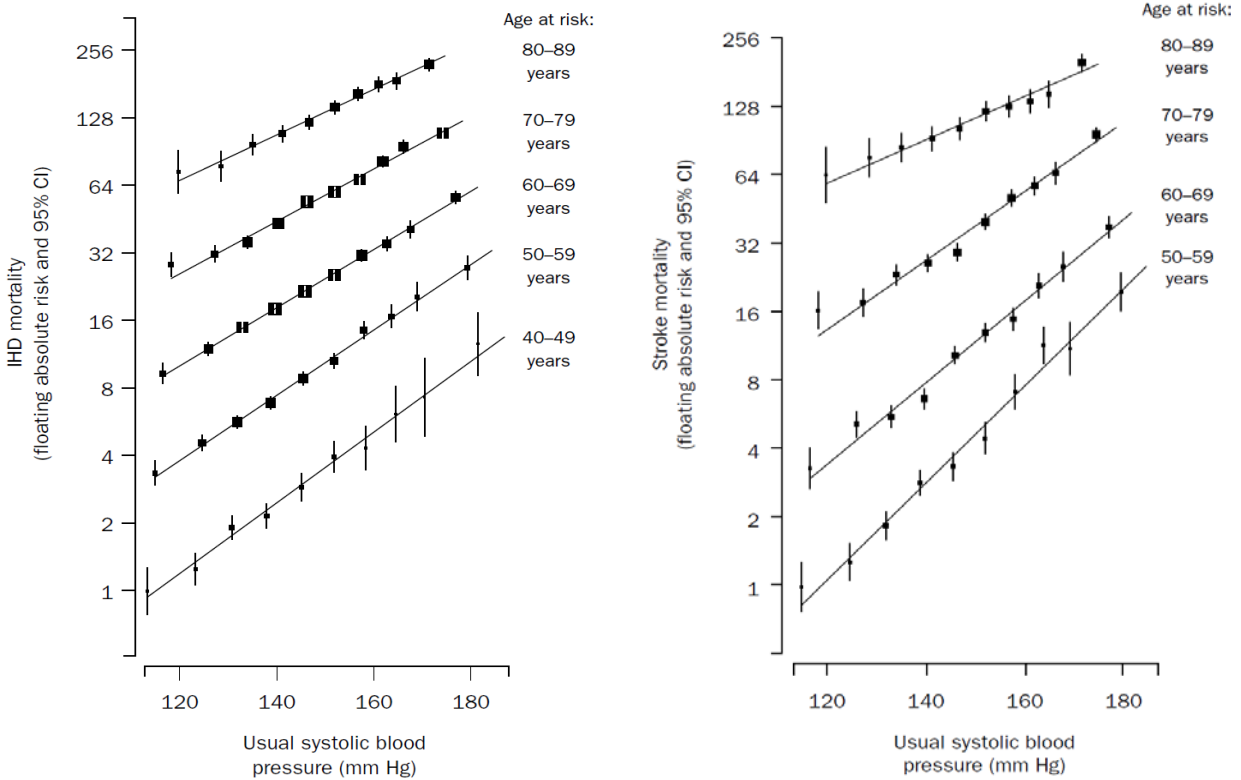 Age at risk:
80–89
years
70–79
years
60–69
years
50–59
years
40–49
years
256
128
64
32
16
8
4
2
1
IHD mortality
(floating absolute risk and 95% CI)
120
140
160
180
Usual systolic blood
pressure (mm Hg)
Age at risk:
80–89
years
70–79
years
60–69
years
50–59
years
256
128
64
32
16
8
4
2
1
Stroke mortality
(floating absolute risk and 95% CI)
120
140
160
180
Usual systolic blood
pressure (mm Hg)